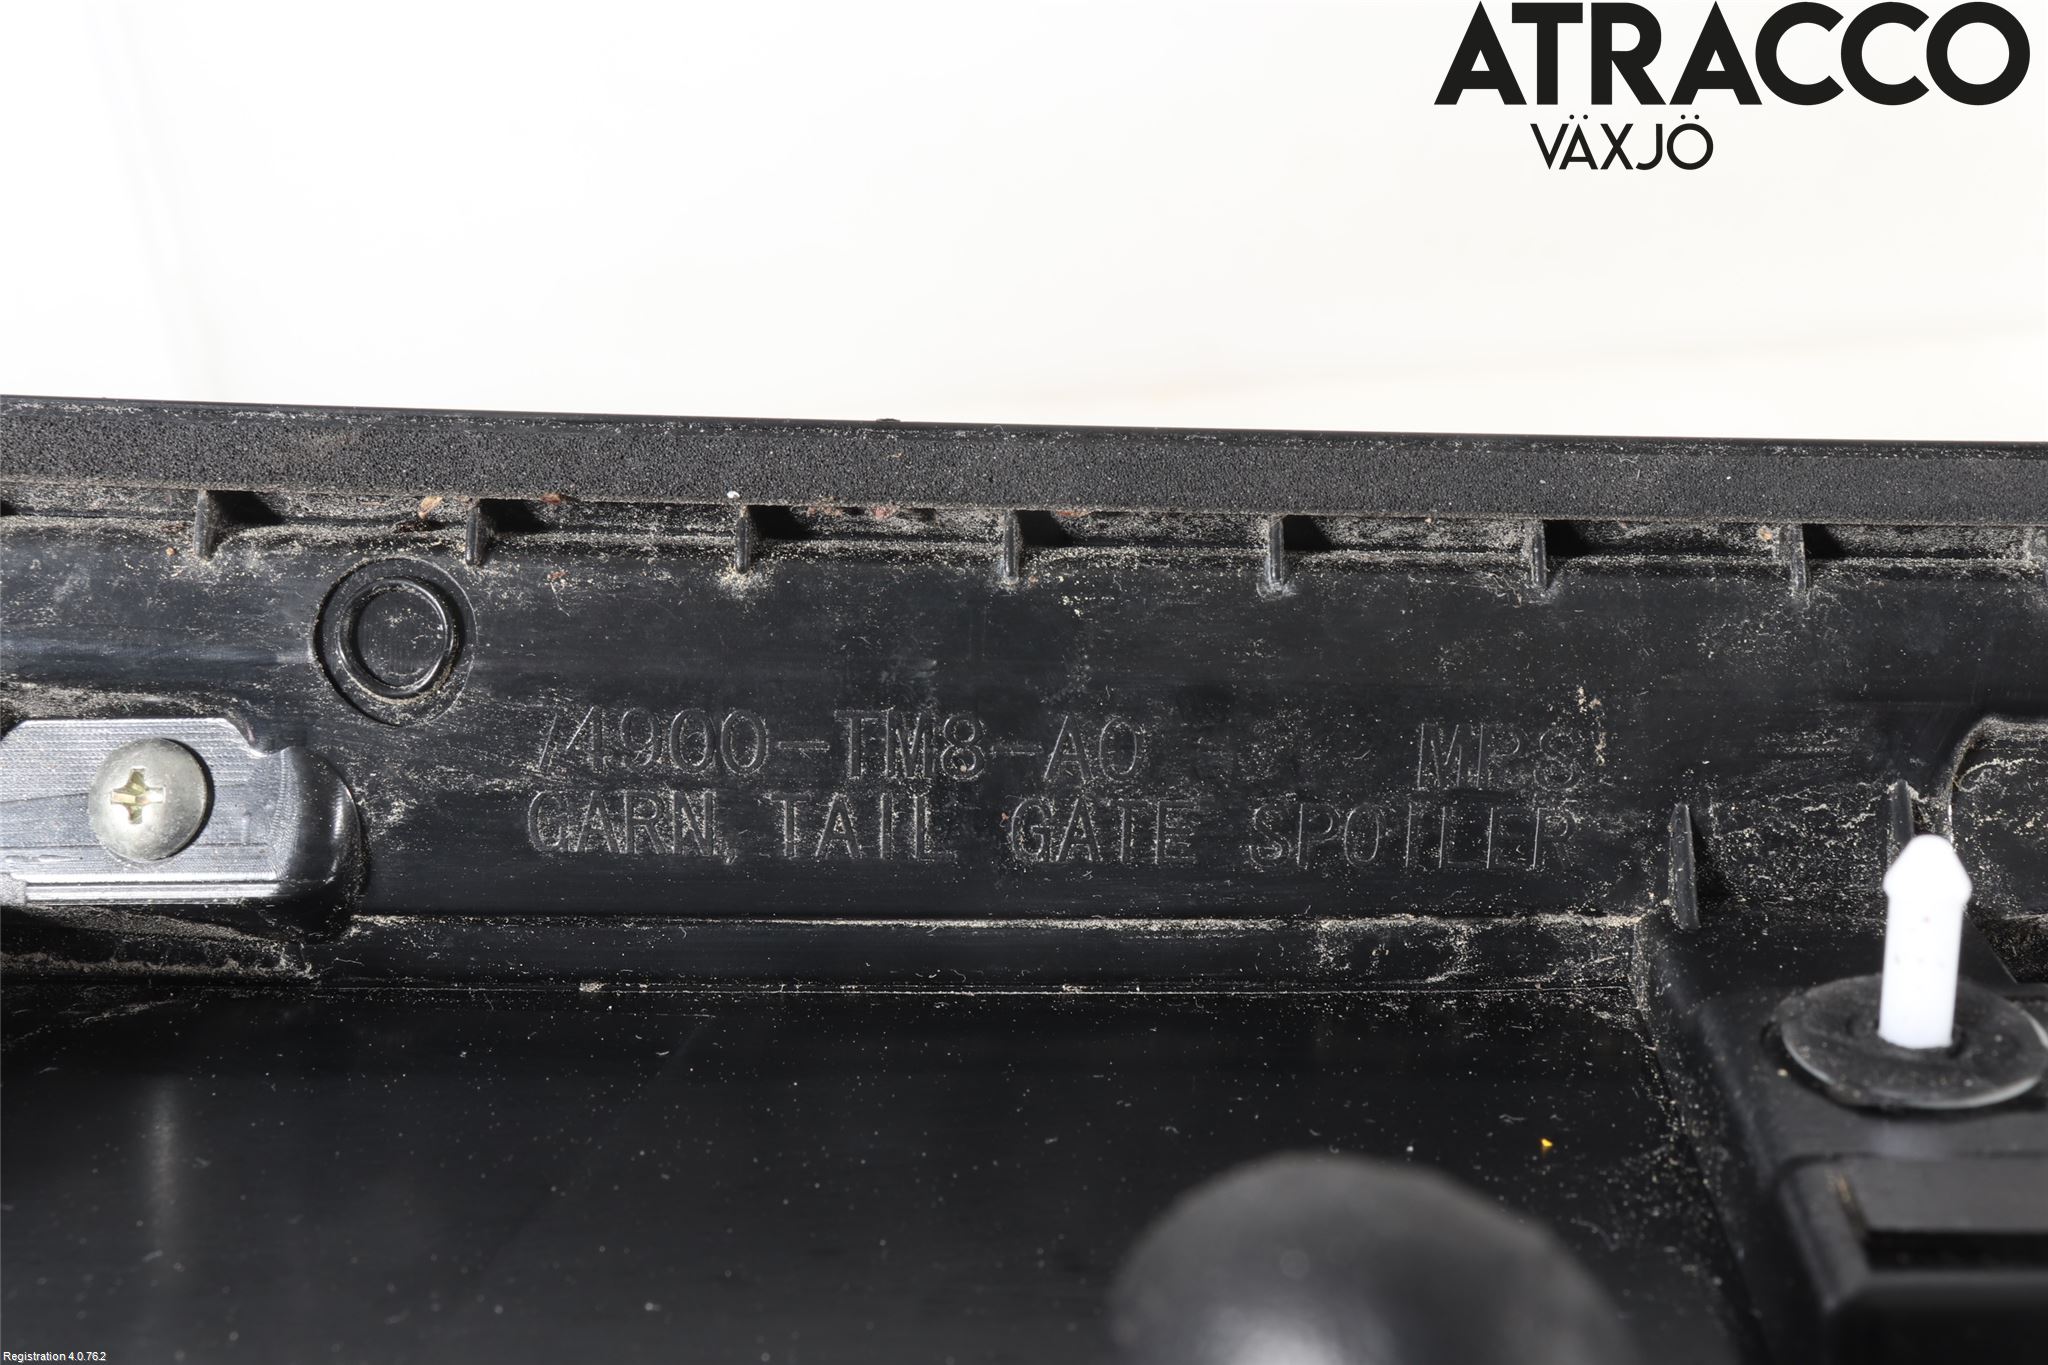 ATRACCO
VÄXJÖ
74900-TM8-A0 MPS
GARN, TAIL GATE SPOILER
Registration 4.0.76.2